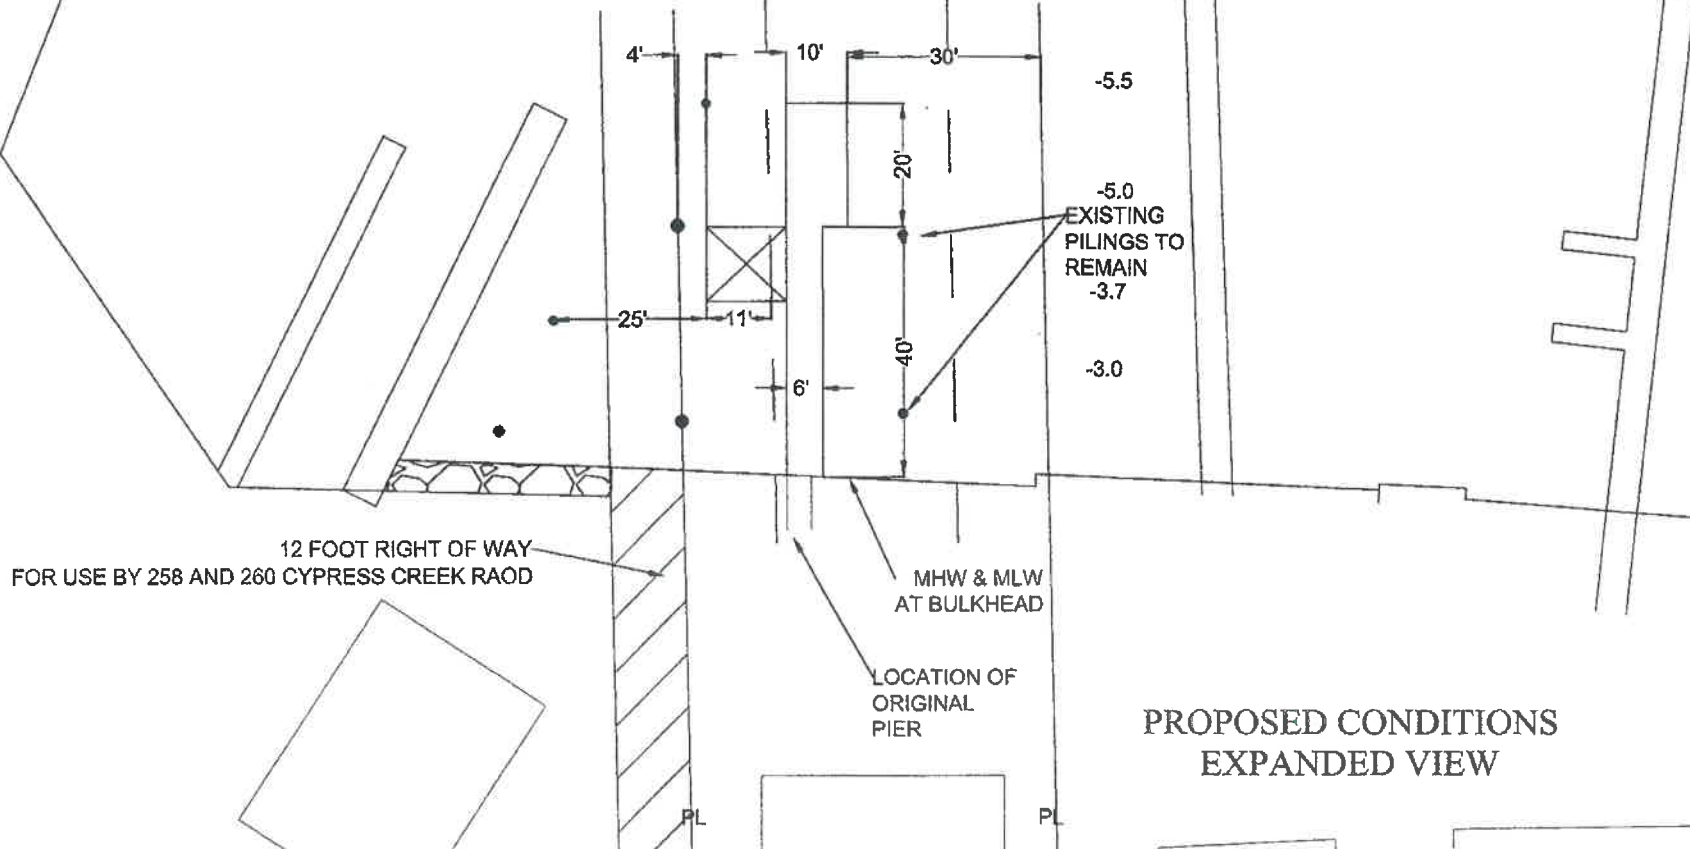 4'
10'
30'
-5.5
20'
-5.0
EXISTING
PILINGS TO
REMAIN
-3.7
25'
11'
40'
-3.0
6'
12 FOOT RIGHT OF WAY
FOR USE BY 258 AND 260 CYPRESS CREEK RAOD
MHW & MLW
AT BULKHEAD
LOCATION OF
ORIGINAL
PIER
PROPOSED CONDITIONS
EXPANDED VIEW
PL
PL